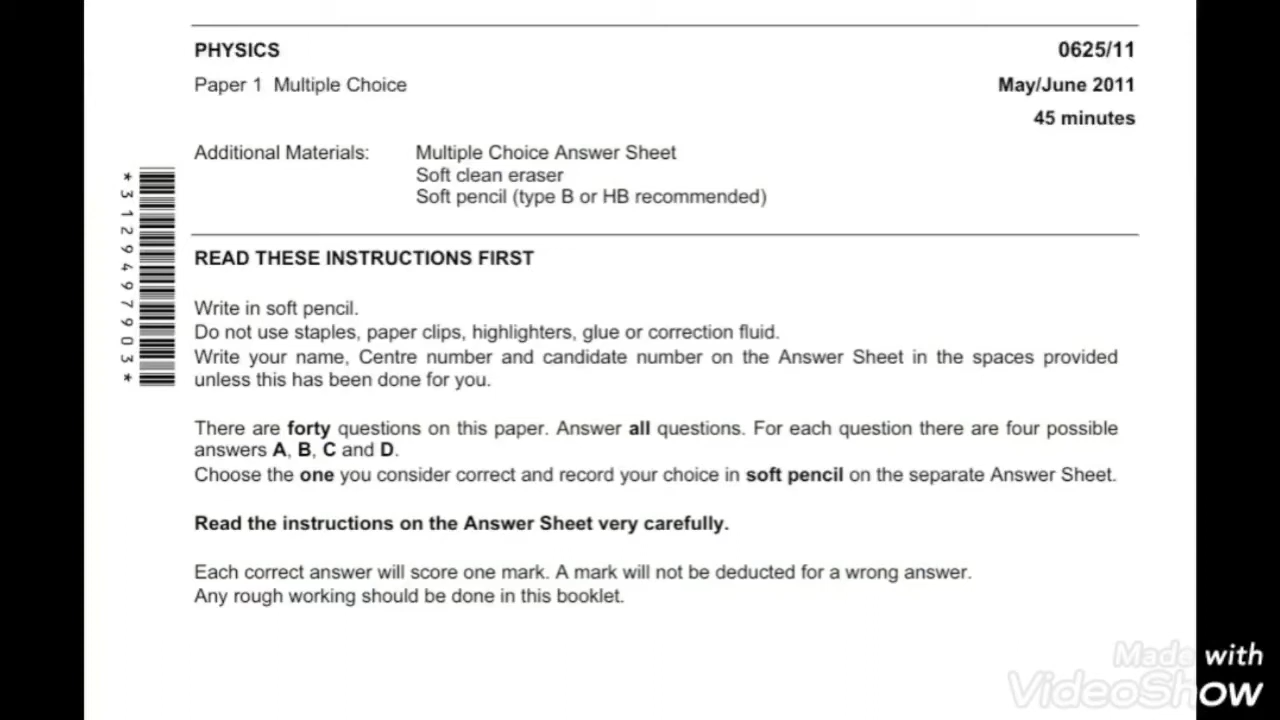 PHYSICS 0625/11
Paper 1 Multiple Choice May/June 2011
45 minutes
Additional Materials: Multiple Choice Answer Sheet
Soft clean eraser
Soft pencil (type B or HB recommended)
*3129497903*
READ THESE INSTRUCTIONS FIRST
Write in soft pencil.
Do not use staples, paper clips, highlighters, glue or correction fluid.
Write your name, Centre number and candidate number on the Answer Sheet in the spaces provided
unless this has been done for you.
There are forty questions on this paper. Answer all questions. For each question there are four possible
answers A, B, C and D.
Choose the one you consider correct and record your choice in soft pencil on the separate Answer Sheet.
Read the instructions on the Answer Sheet very carefully.
Each correct answer will score one mark. A mark will not be deducted for a wrong answer.
Any rough working should be done in this booklet.
Made with
VideoShow